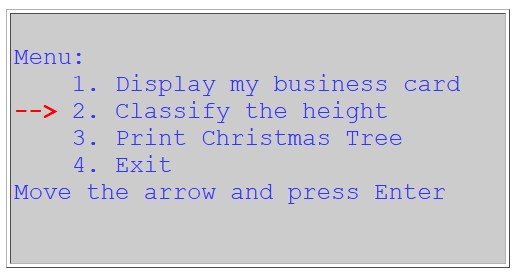 Menu:
1. Display my business card
--> 2. Classify the height
3. Print Christmas Tree
4. Exit
Move the arrow and press Enter